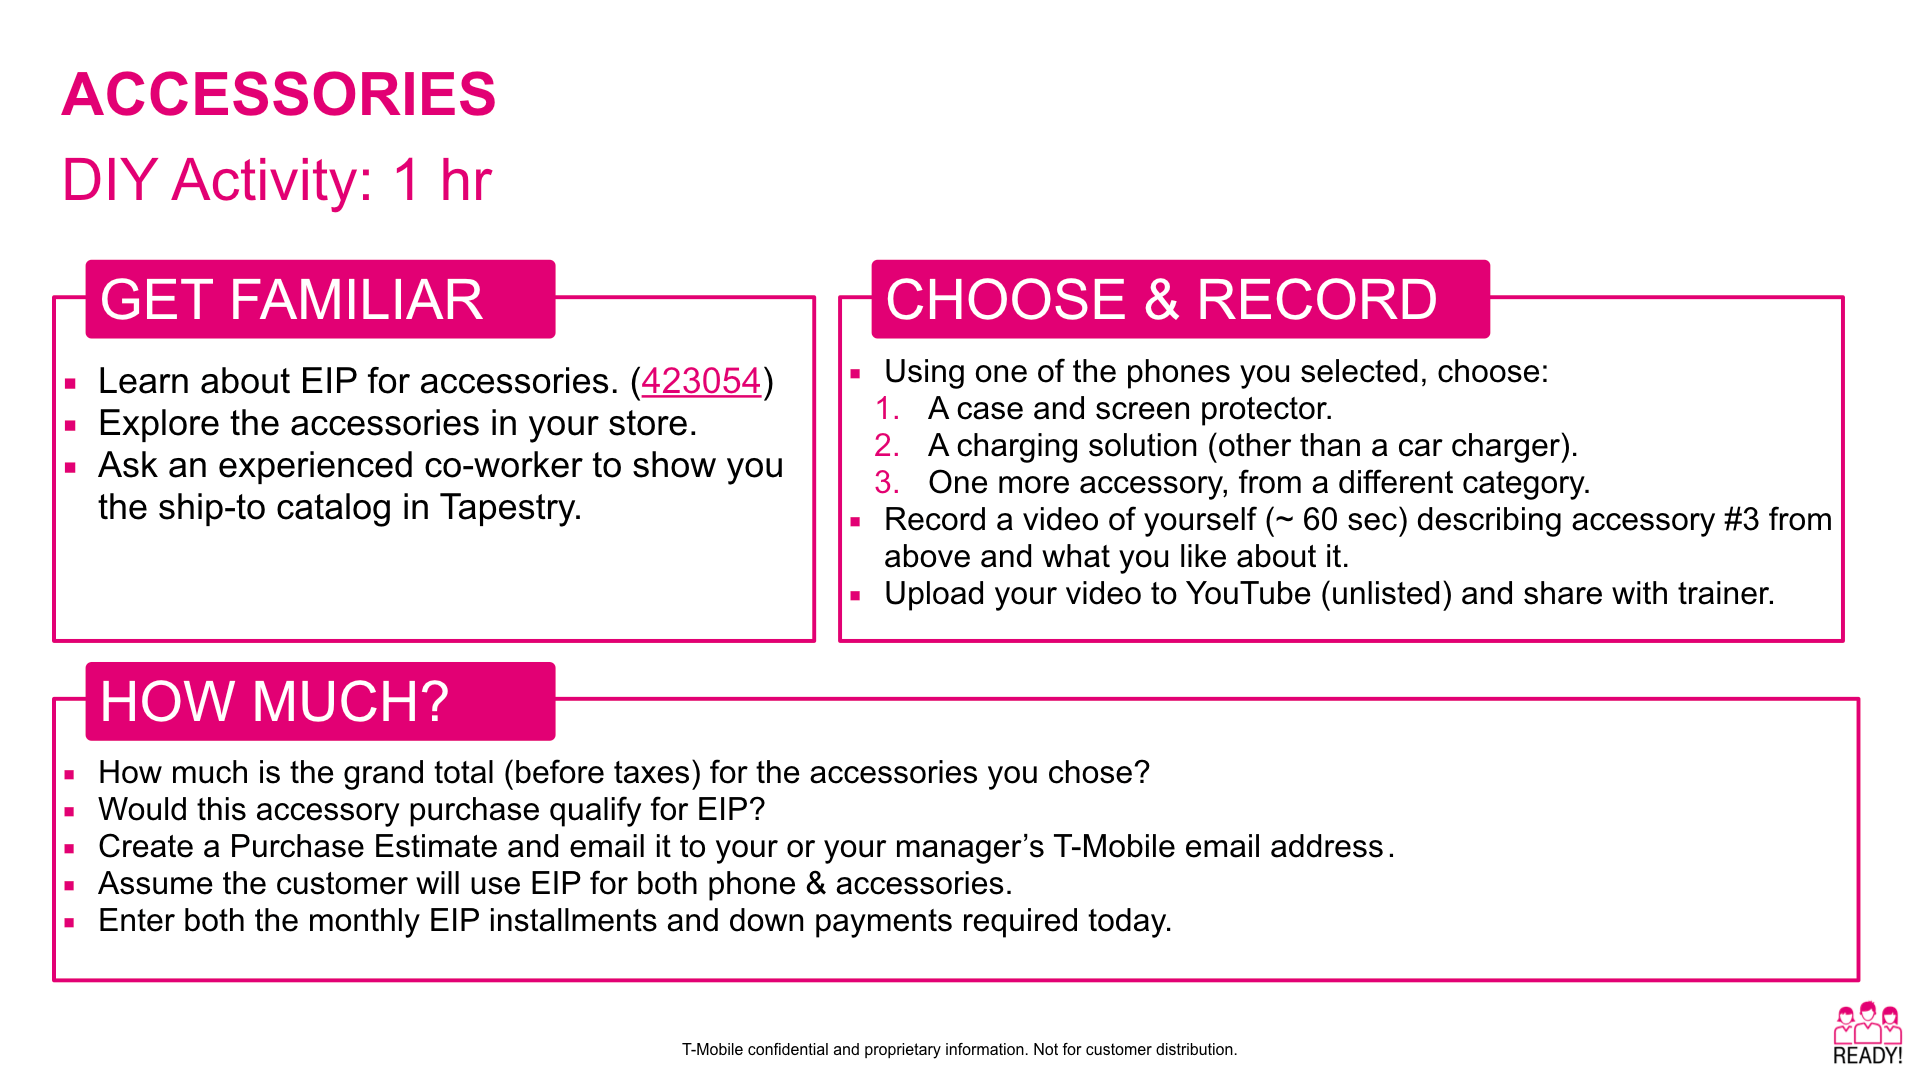 ACCESSORIES
DIY Activity: 1 hr
GET FAMILIAR
▪ Learn about EIP for accessories. (423054)
▪ Explore the accessories in your store.
▪ Ask an experienced co-worker to show you
the ship-to catalog in Tapestry.
CHOOSE & RECORD
▪ Using one of the phones you selected, choose:
1. A case and screen protector.
2. A charging solution (other than a car charger).
3. One more accessory, from a different category.
▪ Record a video of yourself (~ 60 sec) describing accessory #3 from
above and what you like about it.
▪ Upload your video to YouTube (unlisted) and share with trainer.
HOW MUCH?
▪ How much is the grand total (before taxes) for the accessories you chose?
▪ Would this accessory purchase qualify for EIP?
▪ Create a Purchase Estimate and email it to your or your manager’s T-Mobile email address.
▪ Assume the customer will use EIP for both phone & accessories.
▪ Enter both the monthly EIP installments and down payments required today.
T-Mobile confidential and proprietary information. Not for customer distribution.
READY!